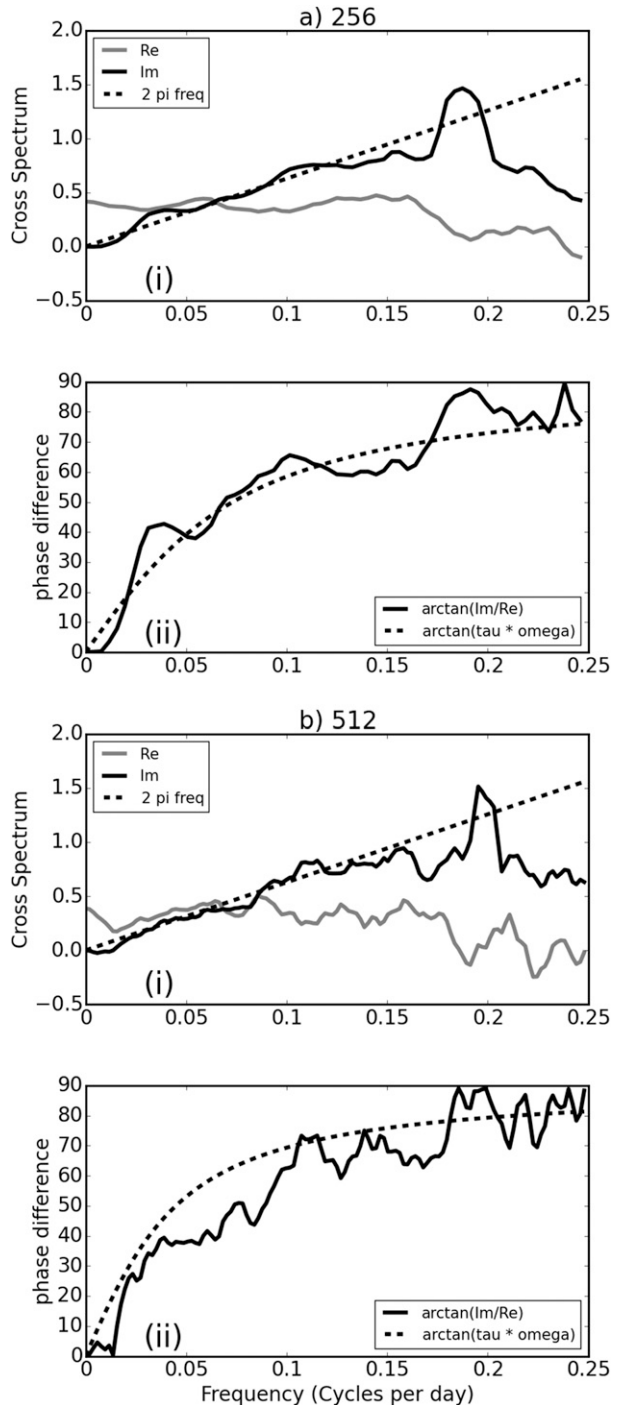 a) 256
2.0
1.5
1.0
0.5
0.0
−0.5
Cross Spectrum
Re
Im
2 pi freq
(i)
0
0.05
0.1
0.15
0.2
0.25
90
80
70
60
50
40
30
20
10
0
phase difference
(ii)
arctan(Im/Re)
arctan(tau * omega)
0
0.05
0.1
0.15
0.2
0.25
b) 512
2.0
1.5
1.0
0.5
0.0
−0.5
Cross Spectrum
Re
Im
2 pi freq
(i)
0
0.05
0.1
0.15
0.2
0.25
90
80
70
60
50
40
30
20
10
0
phase difference
(ii)
arctan(Im/Re)
arctan(tau * omega)
0
0.05
0.1
0.15
0.2
0.25
Frequency (Cycles per day)